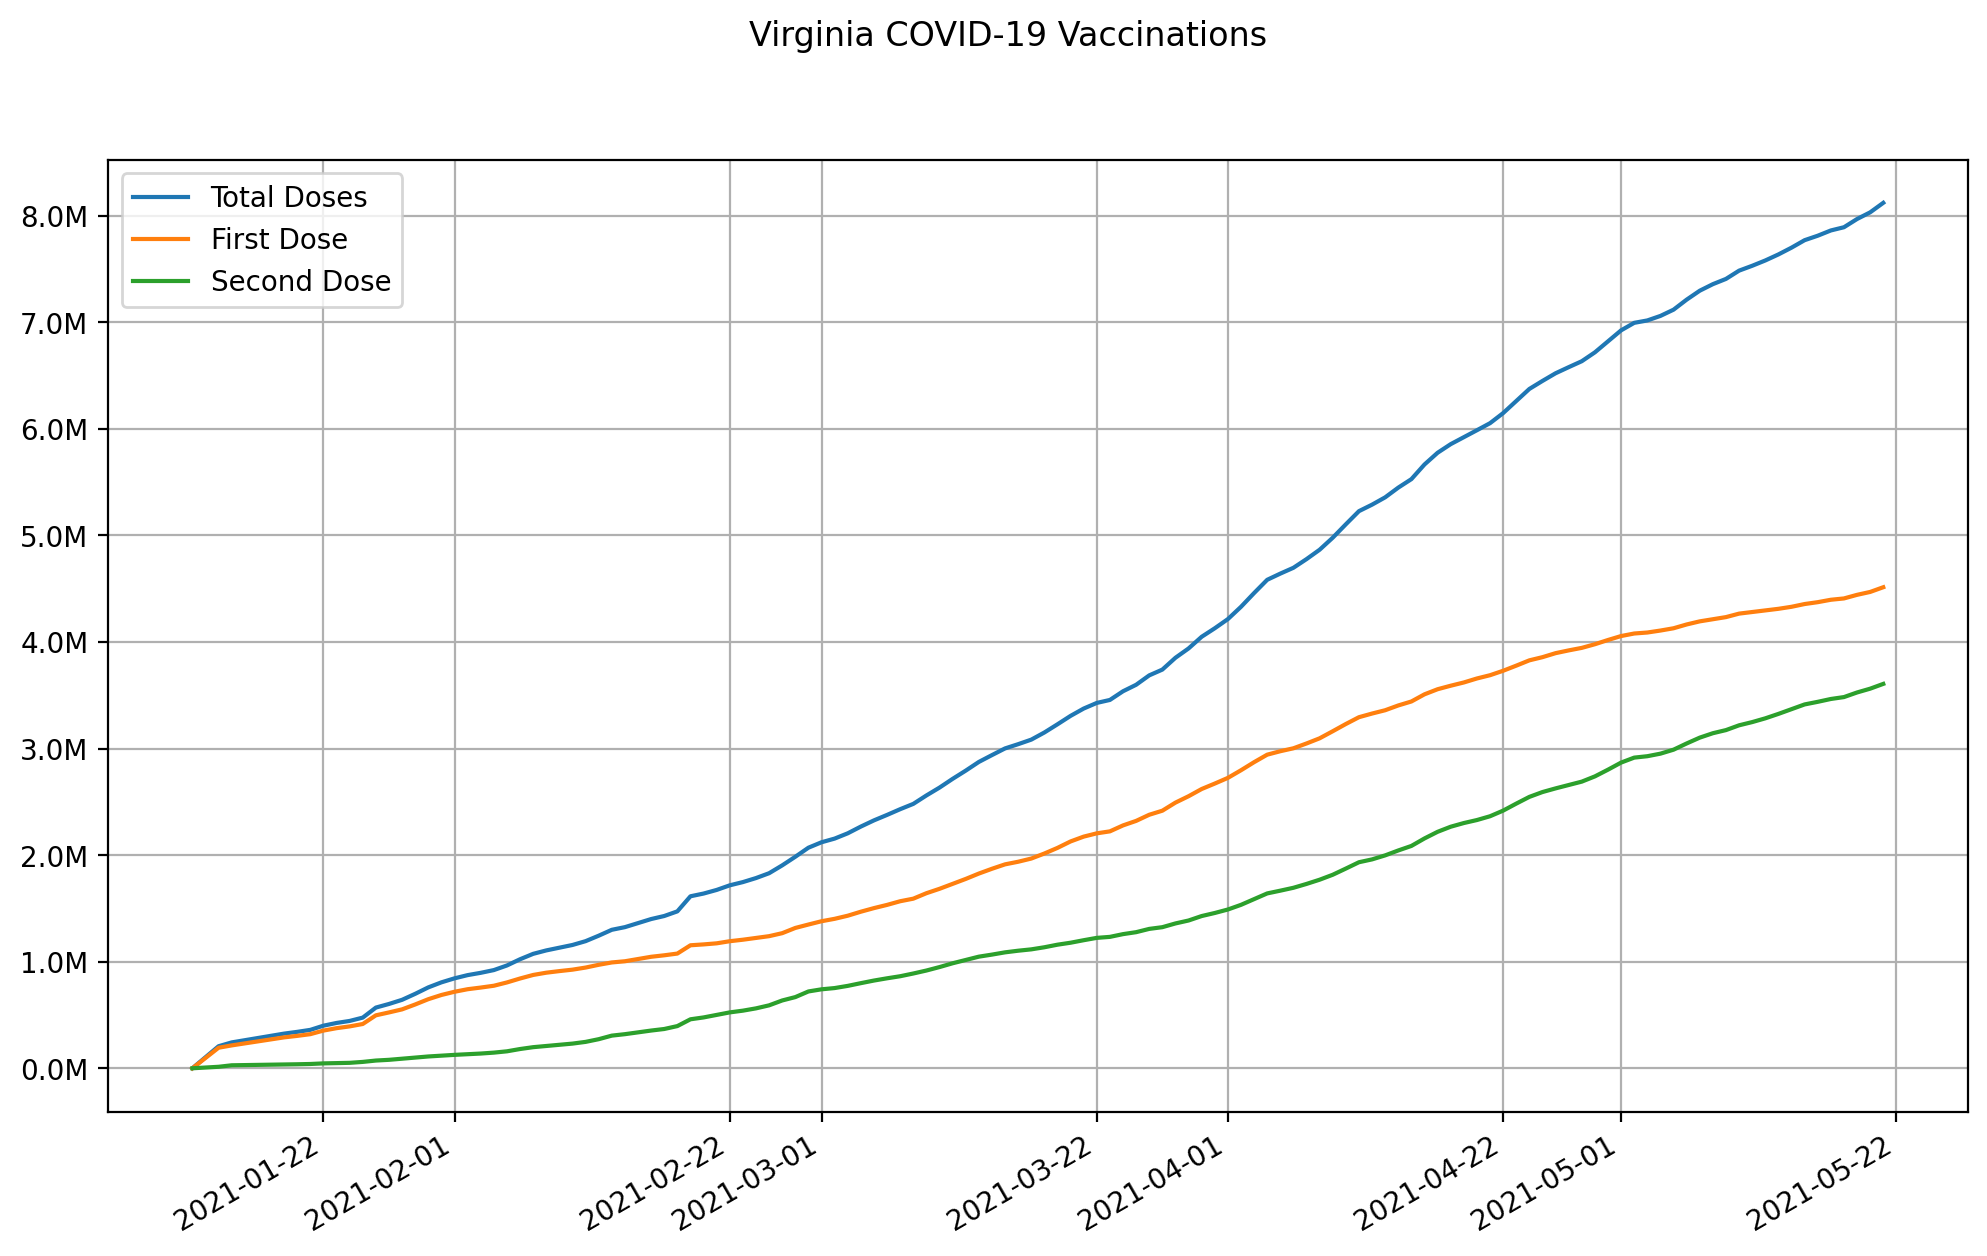 Virginia COVID-19 Vaccinations
Total Doses
First Dose
Second Dose
8.0M
7.0M
6.0M
5.0M
4.0M
3.0M
2.0M
1.0M
0.0M
2021-01-22
2021-02-01
2021-02-22
2021-03-01
2021-03-22
2021-04-01
2021-04-22
2021-05-01
2021-05-22